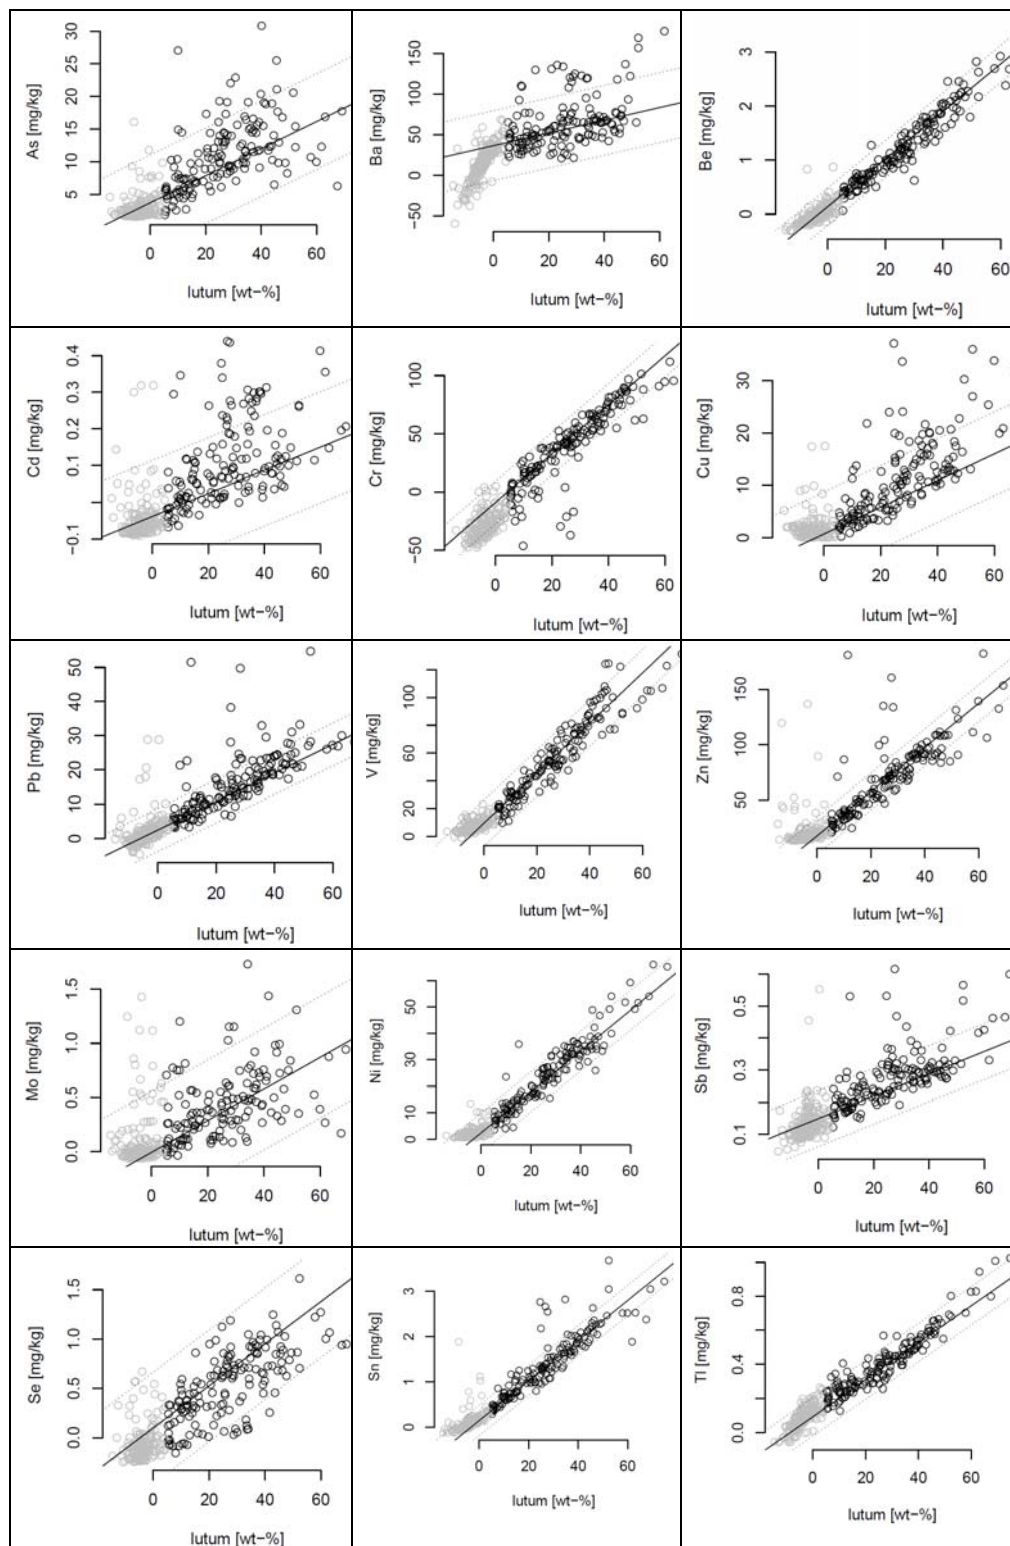 As [mg/kg]
30
25
20
15
10
5
0 20 40 60
lutum [wt−%]
Ba [mg/kg]
150
100
50
0
−50
0 20 40 60
lutum [wt−%]
Be [mg/kg]
3
2
1
0
0 20 40 60
lutum [wt−%]
Cd [mg/kg]
0.4
0.3
0.2
0.1
−0.1
0 20 40 60
lutum [wt−%]
Cr [mg/kg]
100
50
0
−50
0 20 40 60
lutum [wt−%]
Cu [mg/kg]
30
20
10
0
0 20 40 60
lutum [wt−%]
Pb [mg/kg]
50
40
30
20
10
0
0 20 40 60
lutum [wt−%]
V [mg/kg]
100
60
20
0
0 20 40 60
lutum [wt−%]
Zn [mg/kg]
150
100
50
0 20 40 60
lutum [wt−%]
Mo [mg/kg]
1.5
1.0
0.5
0.0
0 20 40 60
lutum [wt−%]
Ni [mg/kg]
50
30
10
0
0 20 40 60
lutum [wt−%]
Sb [mg/kg]
0.5
0.3
0.1
0 20 40 60
lutum [wt−%]
Se [mg/kg]
1.5
1.0
0.5
0.0
0 20 40 60
lutum [wt−%]
Sn [mg/kg]
3
2
1
0
0 20 40 60
lutum [wt−%]
Tl [mg/kg]
0.8
0.4
0.0
0 20 40 60
lutum [wt−%]